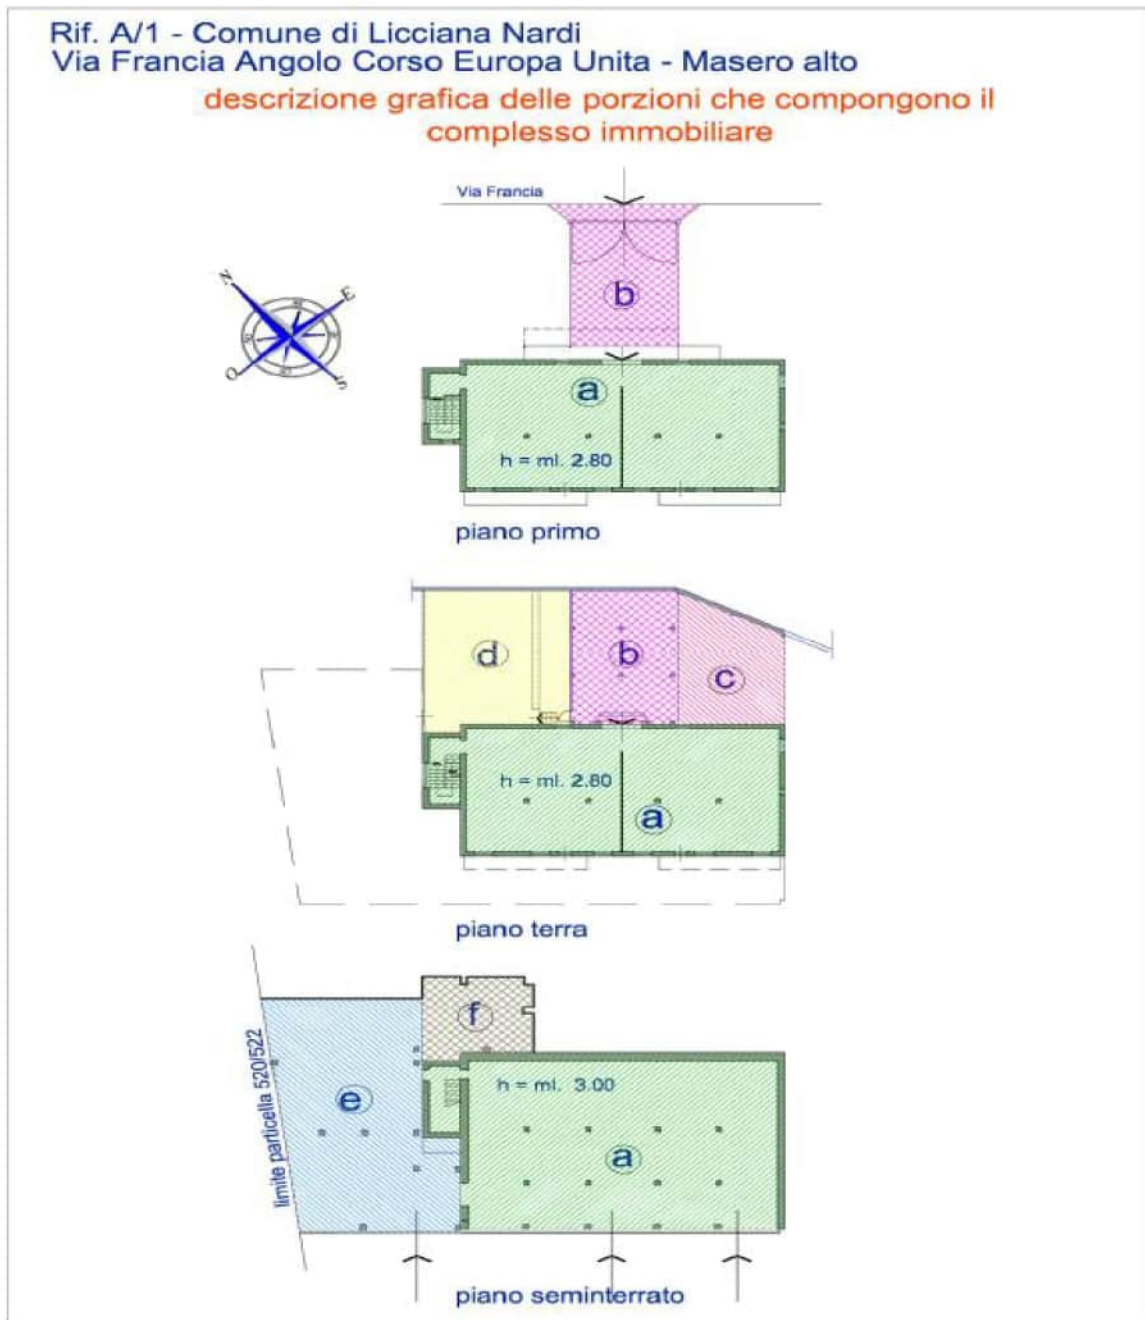 Rif. A/1 - Comune di Licciana Nardi
Via Francia Angolo Corso Europa Unita - Masero alto
descrizione grafica delle porzioni che compongono il
complesso immobiliare
Via Francia
N
E
O
S
b
a
h = ml. 2.80
piano primo
d
b
c
h = ml. 2.80
a
piano terra
f
limite particella 520/522
e
h = ml. 3.00
a
piano seminterrato